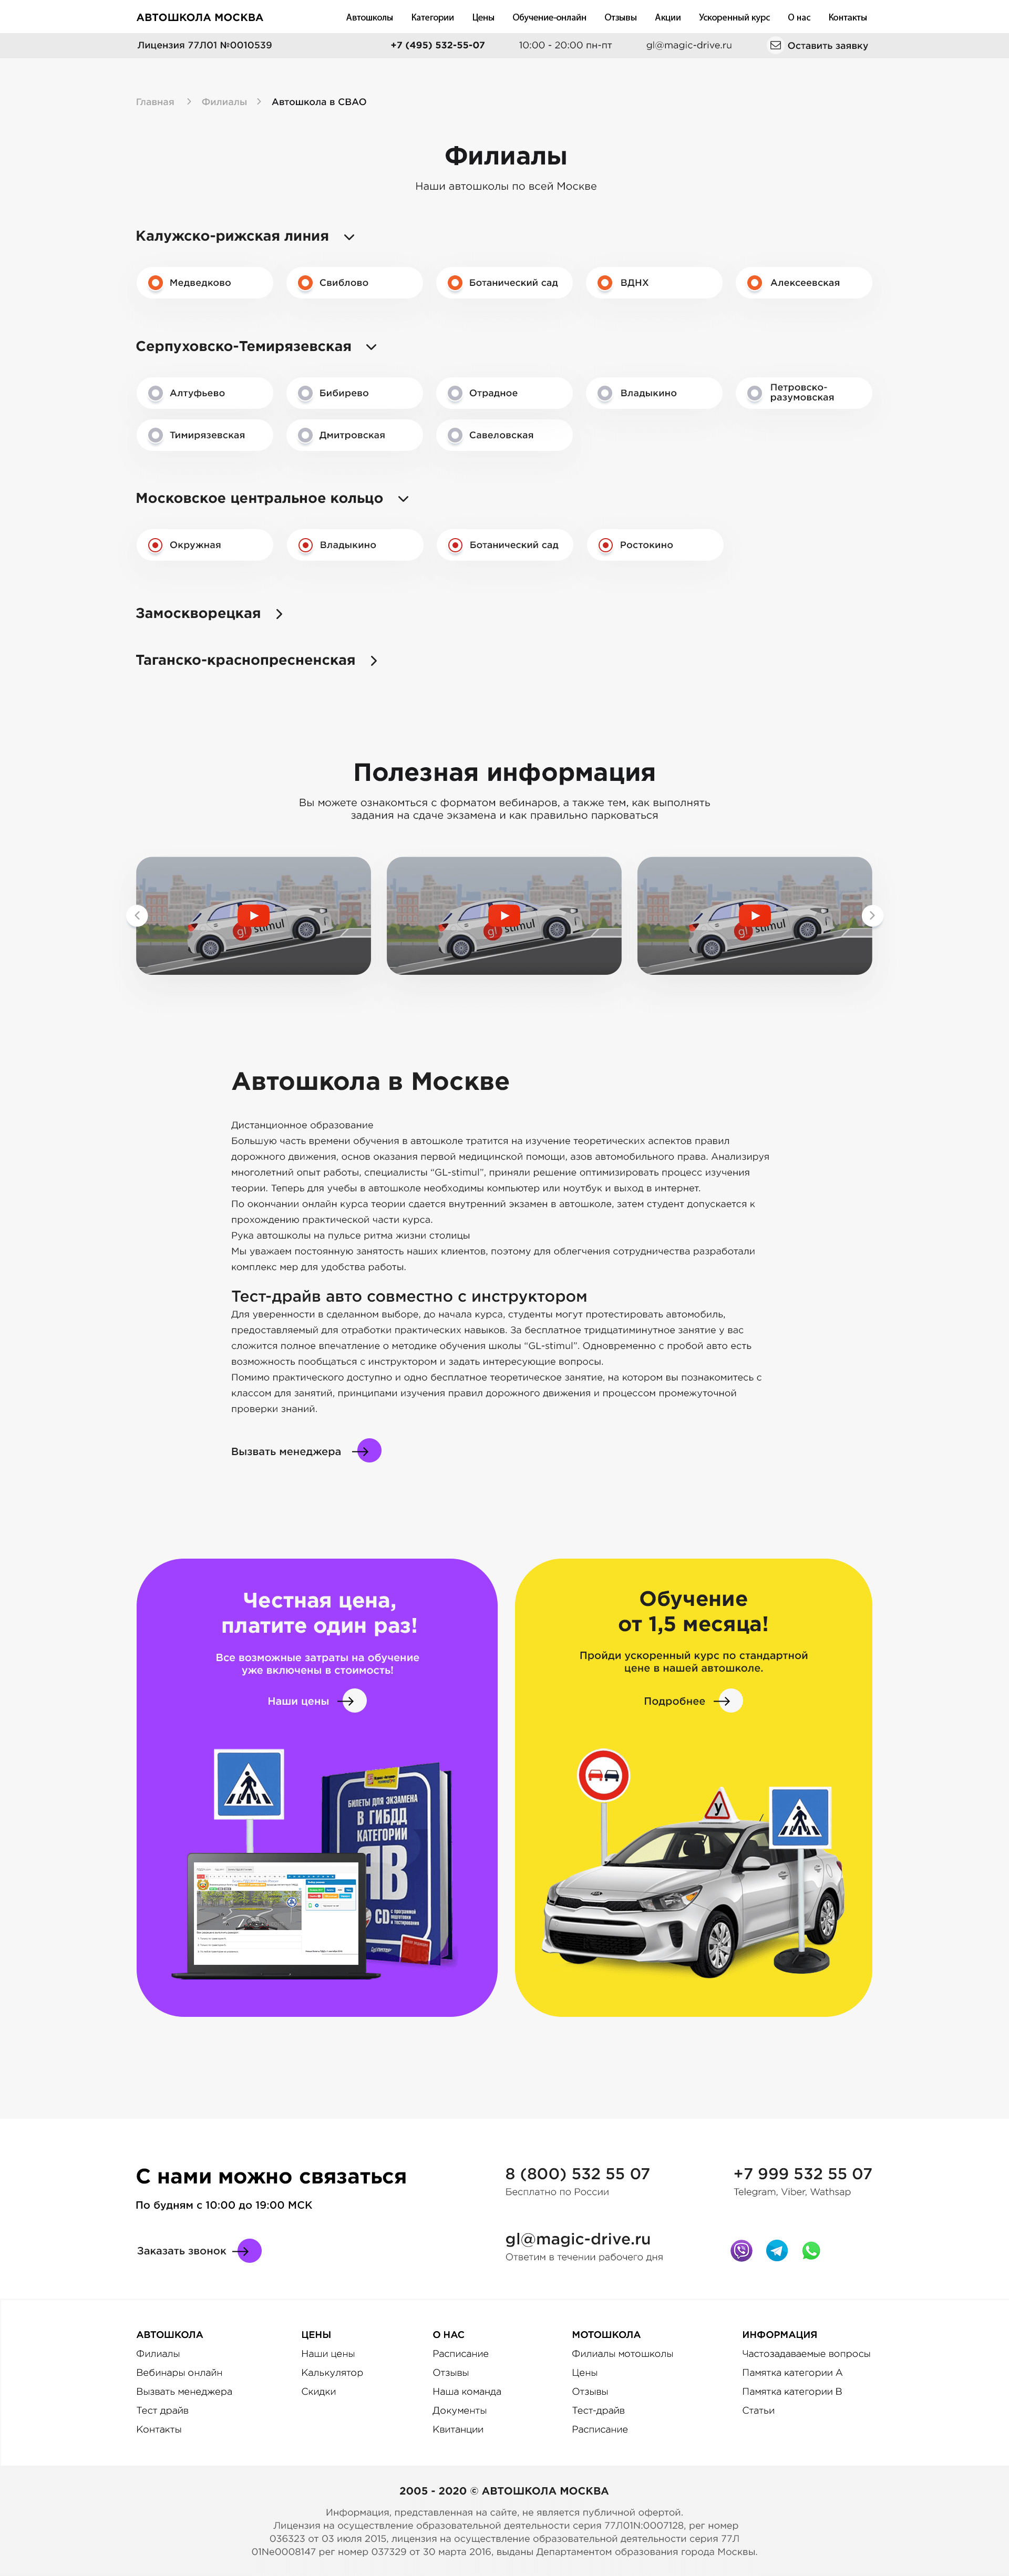 АВТОШКОЛА МОСКВА
Автошколы Категории Цены Обучение-онлайн Отзывы Акции Ускоренный курс О нас Контакты
Лицензия 77Л01 №0010539 +7 (495) 532-55-07 10:00 - 20:00 пн-пт gl@magic-drive.ru Оставить заявку
Главная Филиалы Автошкола в СВАО
Филиалы
Наши автошколы по всей Москве
Калужско-рижская линия
Медведково Свиблово Ботанический сад ВДНХ Алексеевская
Серпуховско-Темирязевская
Алтуфьево Бибирево Отрадное Владыкино Петровско-
разумовская
Тимирязевская Дмитровская Савеловская
Московское центральное кольцо
Окружная Владыкино Ботанический сад Ростокино
Замоскворецкая
Таганско-краснопресненская
Полезная информация
Вы можете ознакомться с форматом вебинаров, а также тем, как выполнять
задания на сдаче экзамена и как правильно парковаться
gl stimul gl stimul gl stimul
Автошкола в Москве
Дистанционное образование
Большую часть времени обучения в автошколе тратится на изучение теоретических аспектов правил
дорожного движения, основ оказания первой медицинской помощи, азов автомобильного права. Анализируя
многолетний опыт работы, специалисты “GL-stimul”, приняли решение оптимизировать процесс изучения
теории. Теперь для учебы в автошколе необходимы компьютер или ноутбук и выход в интернет.
По окончании онлайн курса теории сдается внутренний экзамен в автошколе, затем студент допускается к
прохождению практической части курса.
Рука автошколы на пульсе ритма жизни столицы
Мы уважаем постоянную занятость наших клиентов, поэтому для облегчения сотрудничества разработали
комплекс мер для удобства работы.
Тест-драйв авто совместно с инструктором
Для уверенности в сделанном выборе, до начала курса, студенты могут протестировать автомобиль,
предоставляемый для отработки практических навыков. За бесплатное тридцатиминутное занятие у вас
сложится полное впечатление о методике обучения школы “GL-stimul”. Одновременно с пробой авто есть
возможность пообщаться с инструктором и задать интересующие вопросы.
Помимо практического доступно и одно бесплатное теоретическое занятие, на котором вы познакомитесь с
классом для занятий, принципами изучения правил дорожного движения и процессом промежуточной
проверки знаний.
Вызвать менеджера
Честная цена,
платите один раз!
Все возможные затраты на обучение
уже включены в стоимость!
Наши цены
БИЛЕТЫ ДЛЯ ЭКЗАМЕНА
В ГИБДД
КАТЕГОРИИ
АВ
CD
Обучение
от 1,5 месяца!
Пройди ускоренный курс по стандартной
цене в нашей автошколе.
Подробнее
У
С нами можно связаться
По будням с 10:00 до 19:00 МСК
Заказать звонок
8 (800) 532 55 07
Бесплатно по России
+7 999 532 55 07
Telegram, Viber, Wathsap
gl@magic-drive.ru
Ответим в течении рабочего дня
АВТОШКОЛА
Филиалы
Вебинары онлайн
Вызвать менеджера
Тест драйв
Контакты
ЦЕНЫ
Наши цены
Калькулятор
Скидки
О НАС
Расписание
Отзывы
Наша команда
Документы
Квитанции
МОТОШКОЛА
Филиалы мотошколы
Цены
Отзывы
Тест-драйв
Расписание
ИНФОРМАЦИЯ
Частозадаваемые вопросы
Памятка категории А
Памятка категории В
Статьи
2005 - 2020 © АВТОШКОЛА МОСКВА
Информация, представленная на сайте, не является публичной офертой.
Лицензия на осуществление образовательной деятельности серия 77Л01N:0007128, рег номер
036323 от 03 июля 2015, лицензия на осуществление образовательной деятельности серия 77Л
01Ne0008147 рег номер 037329 от 30 марта 2016, выданы Департаментом образования города Москвы.